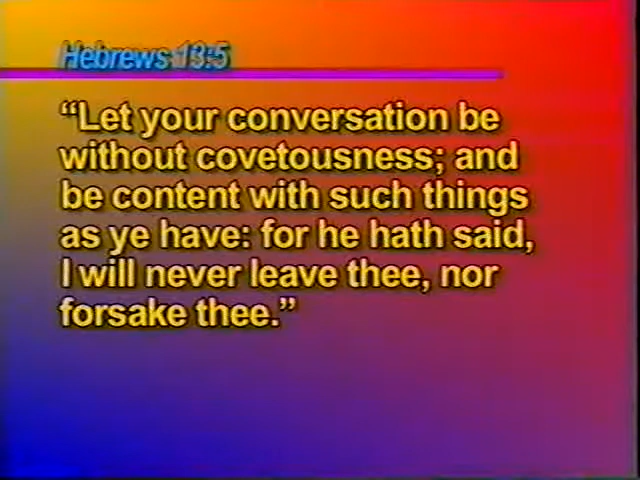 Hebrews 13:5
“Let your conversation be
without covetousness; and
be content with such things
as ye have: for he hath said,
I will never leave thee, nor
forsake thee.”